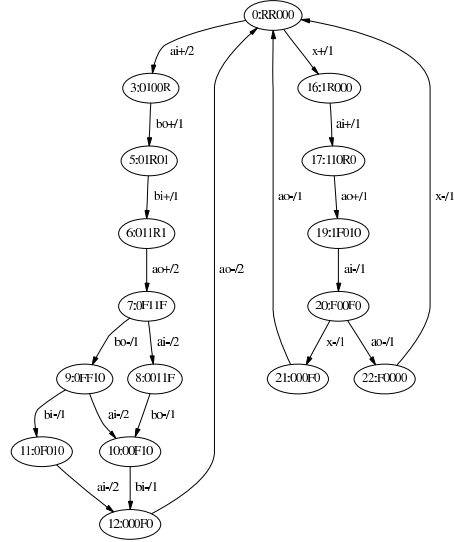 0:RR000
ai+/2
x+/1
3:0100R
16:1R000
bo+/1
ai+/1
5:01R01
17:110R0
bi+/1
ao-/1
ao+/1
x-/1
6:011R1
19:1F010
ao+/2
ao-/2
ai-/1
7:0F11F
20:F00F0
bo-/1
ai-/2
x-/1
ao-/1
9:0FF10
8:0011F
21:000F0
22:F0000
bi-/1
ai-/2
bo-/1
11:0F010
10:00F10
ai-/2
bi-/1
12:000F0